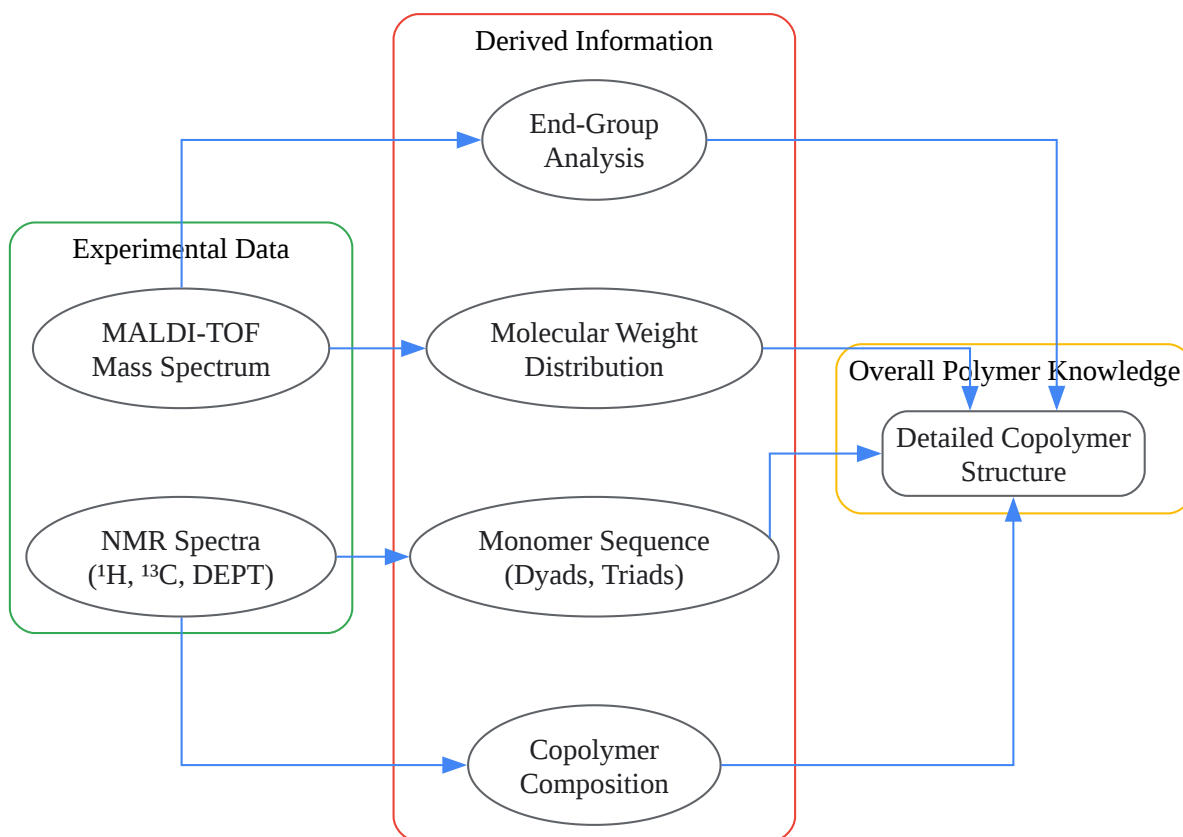 Derived Information
End-Group
Analysis
Experimental Data
MALDI-TOF
Mass Spectrum
Molecular Weight
Distribution
Overall Polymer Knowledge
Detailed Copolymer
Structure
NMR Spectra
(¹H, ¹³C, DEPT)
Monomer Sequence
(Dyads, Triads)
Copolymer
Composition